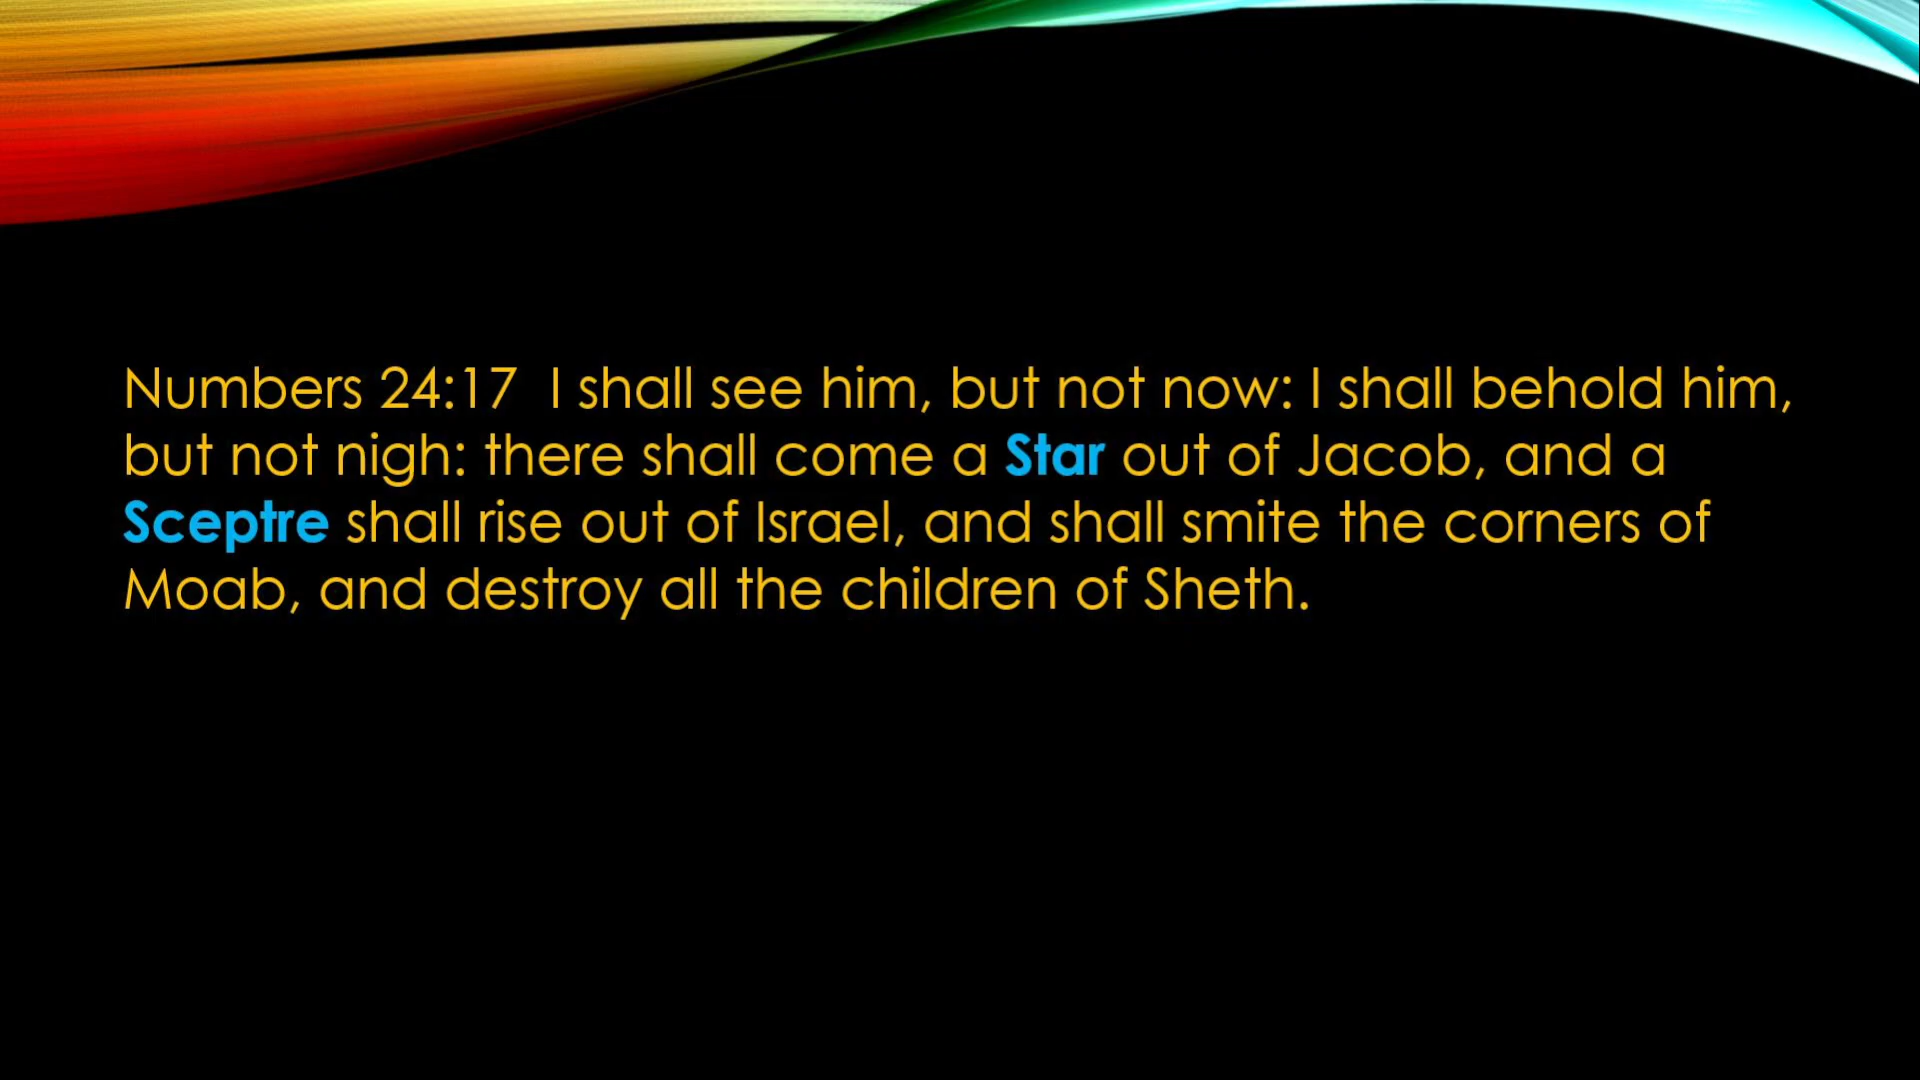 Numbers 24:17  I shall see him, but not now: I shall behold him,
but not nigh: there shall come a Star out of Jacob, and a
Sceptre shall rise out of Israel, and shall smite the corners of
Moab, and destroy all the children of Sheth.